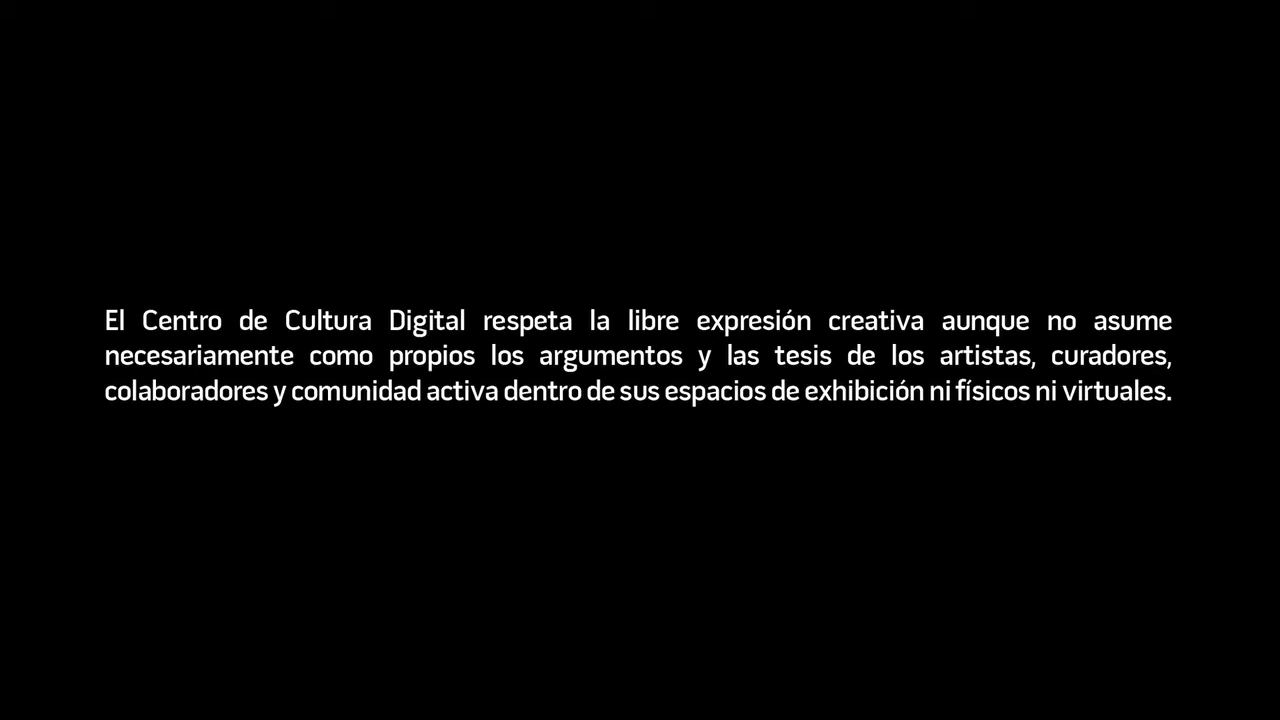 El Centro de Cultura Digital respeta la libre expresión creativa aunque no asume
necesariamente como propios los argumentos y las tesis de los artistas, curadores,
colaboradores y comunidad activa dentro de sus espacios de exhibición ni físicos ni virtuales.